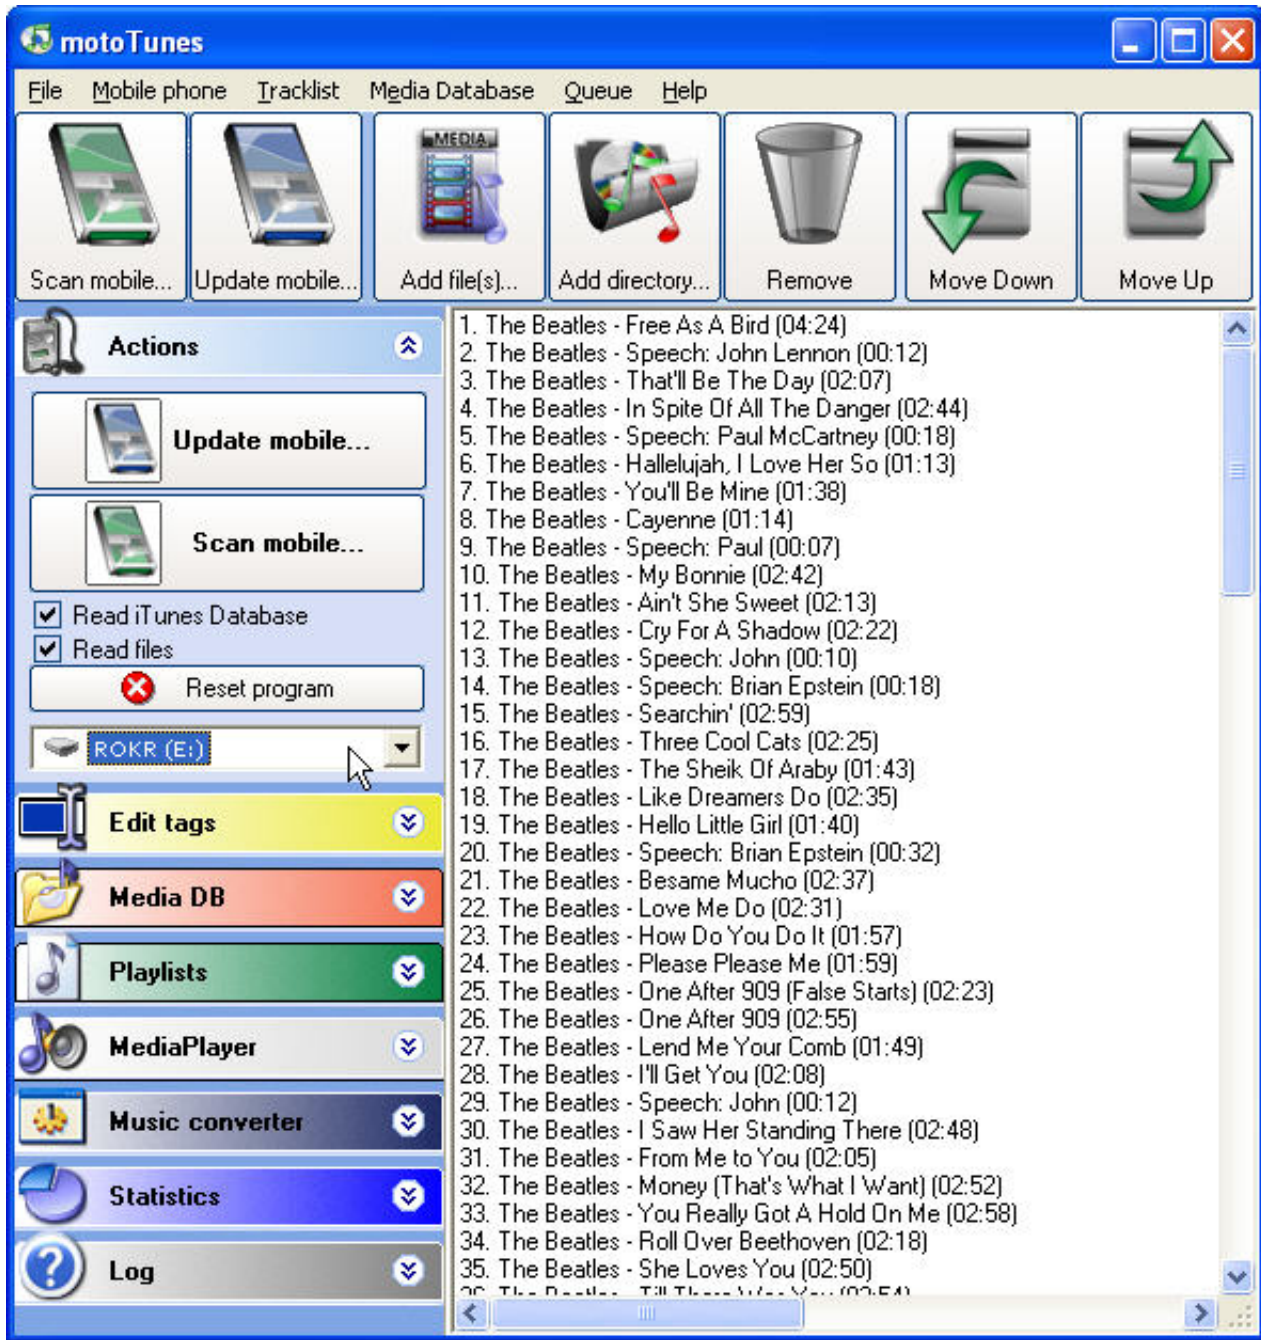 motoTunes
File Mobile phone Tracklist Media Database Queue Help
MEDIA
Scan mobile... Update mobile... Add file(s)... Add directory... Remove Move Down Move Up
Actions
Update mobile...
Scan mobile...
Read iTunes Database
Read files
Reset program
ROKR (E:)
Edit tags
Media DB
Playlists
MediaPlayer
Music converter
Statistics
Log
1. The Beatles - Free As A Bird (04:24)
2. The Beatles - Speech: John Lennon (00:12)
3. The Beatles - That'll Be The Day (02:07)
4. The Beatles - In Spite Of All The Danger (02:44)
5. The Beatles - Speech: Paul McCartney (00:18)
6. The Beatles - Hallelujah, I Love Her So (01:13)
7. The Beatles - You'll Be Mine (01:38)
8. The Beatles - Cayenne (01:14)
9. The Beatles - Speech: Paul (00:07)
10. The Beatles - My Bonnie (02:42)
11. The Beatles - Ain't She Sweet (02:13)
12. The Beatles - Cry For A Shadow (02:22)
13. The Beatles - Speech: John (00:10)
14. The Beatles - Speech: Brian Epstein (00:18)
15. The Beatles - Searchin' (02:59)
16. The Beatles - Three Cool Cats (02:25)
17. The Beatles - The Sheik Of Araby (01:43)
18. The Beatles - Like Dreamers Do (02:35)
19. The Beatles - Hello Little Girl (01:40)
20. The Beatles - Speech: Brian Epstein (00:32)
21. The Beatles - Besame Mucho (02:37)
22. The Beatles - Love Me Do (02:31)
23. The Beatles - How Do You Do It (01:57)
24. The Beatles - Please Please Me (01:59)
25. The Beatles - One After 909 (False Starts) (02:23)
26. The Beatles - One After 909 (02:55)
27. The Beatles - Lend Me Your Comb (01:49)
28. The Beatles - I'll Get You (02:08)
29. The Beatles - Speech: John (00:12)
30. The Beatles - I Saw Her Standing There (02:48)
31. The Beatles - From Me to You (02:05)
32. The Beatles - Money (That's What I Want) (02:52)
33. The Beatles - You Really Got A Hold On Me (02:58)
34. The Beatles - Roll Over Beethoven (02:18)
35. The Beatles - She Loves You (02:50)
36. The Beatles - Till There Was You (02:54)